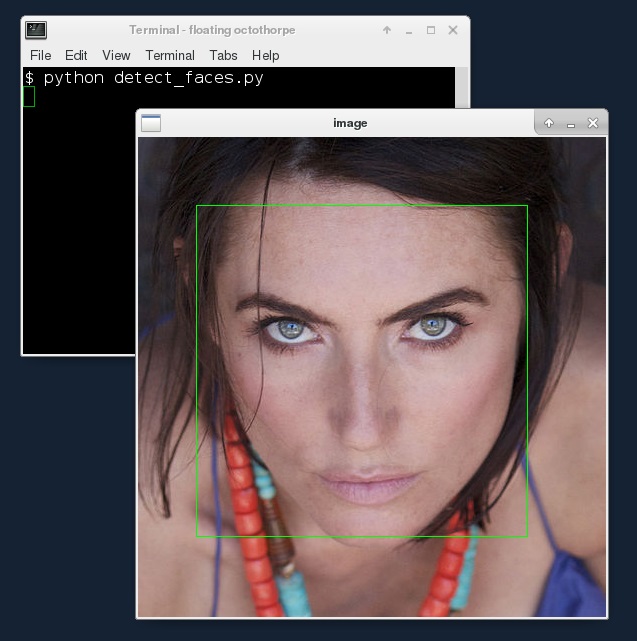 Terminal - floating octothorpe
File Edit View Terminal Tabs Help
$ python detect_faces.py
image